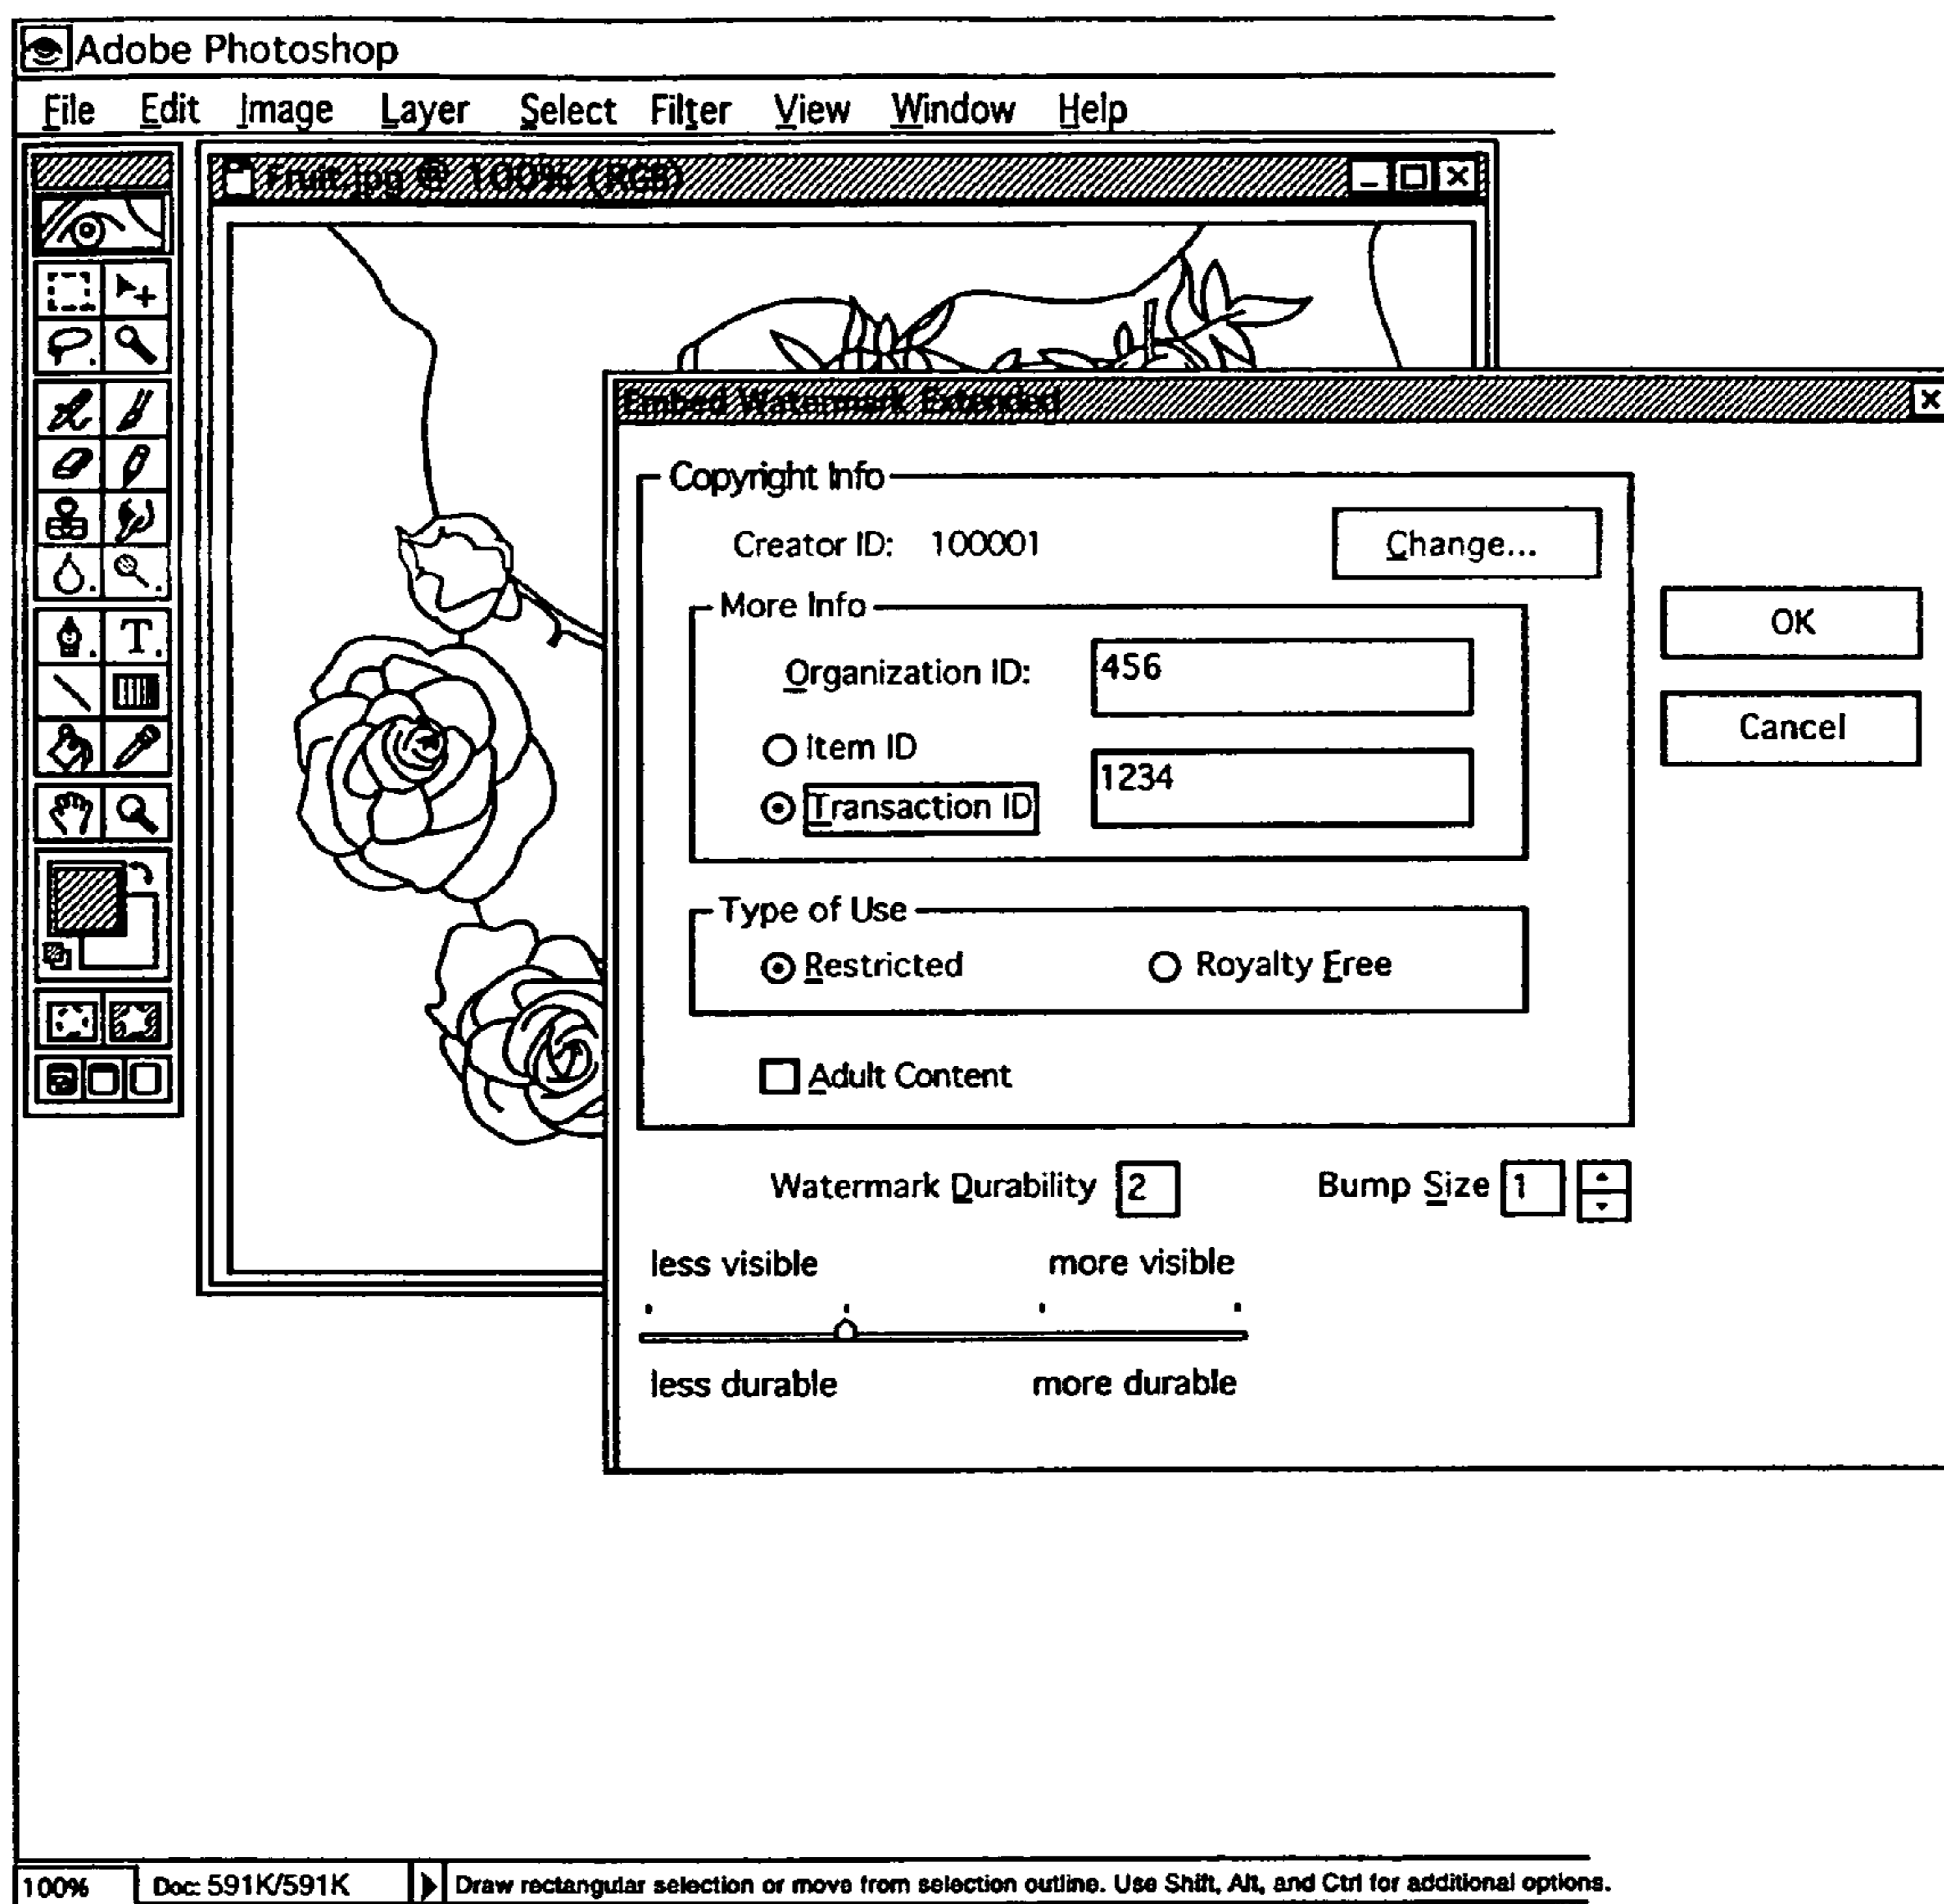 Adobe Photoshop
File Edit Image Layer Select Filter View Window Help
Fruit.jpg @ 100% (RGB)
Embed Watermark Extended
Copyright Info
Creator ID: 100001 Change...
More Info
Organization ID: 456
OK
Item ID
Cancel
Transaction ID 1234
Type of Use
Restricted Royalty Free
Adult Content
Watermark Durability 2 Bump Size 1
less visible more visible
less durable more durable
100% Doc: 591K/591K Draw rectangular selection or move from selection outline. Use Shift, Alt, and Ctrl for additional options.
T